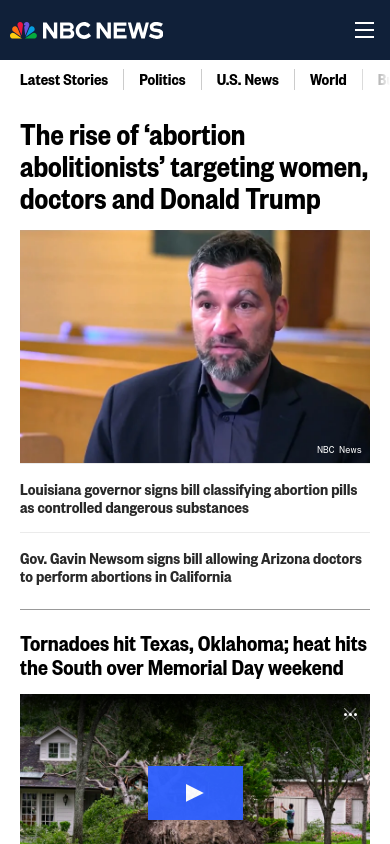 NBC NEWS
Latest Stories
Politics
U.S. News
World
The rise of ‘abortion
abolitionists’ targeting women,
doctors and Donald Trump
NBC News
Louisiana governor signs bill classifying abortion pills
as controlled dangerous substances
Gov. Gavin Newsom signs bill allowing Arizona doctors
to perform abortions in California
Tornadoes hit Texas, Oklahoma; heat hits
the South over Memorial Day weekend